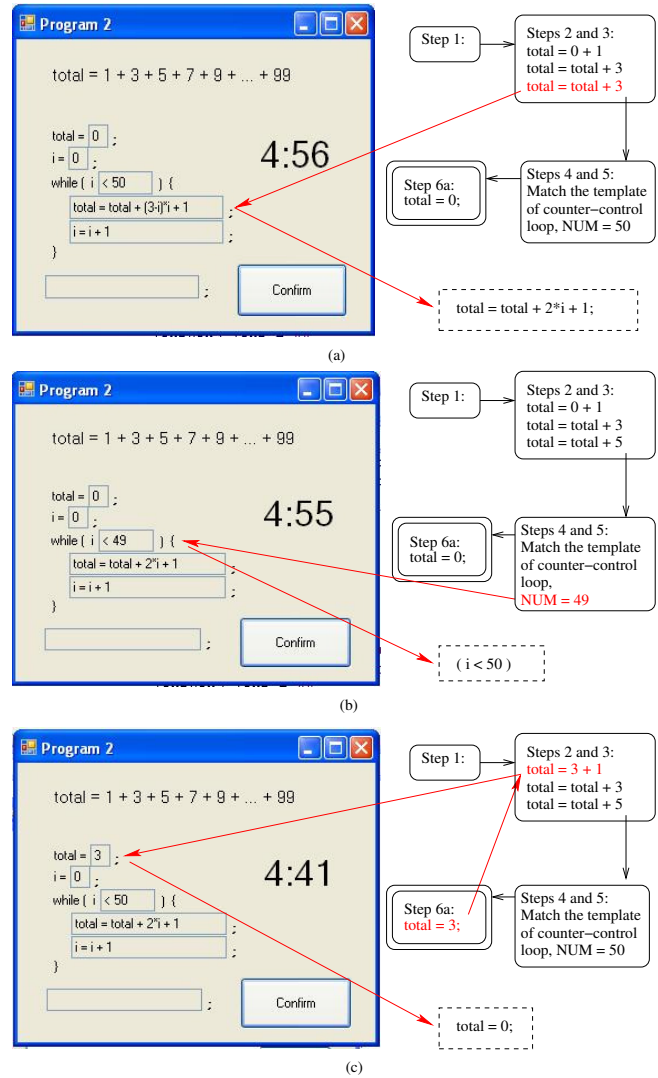 Program 2
total = 1 + 3 + 5 + 7 + 9 + ... + 99
total = 0 ;
i = 0 ;
while ( i < 50 ) {
total = total + (3-i)*i + 1 ;
i = i + 1 ;
}
;
4:56
Confirm
Step 1:
Steps 2 and 3:
total = 0 + 1
total = total + 3
total = total + 3
Steps 4 and 5:
Match the template
of counter−control
loop, NUM = 50
Step 6a:
total = 0;
total = total + 2*i + 1;
(a)
Program 2
total = 1 + 3 + 5 + 7 + 9 + ... + 99
total = 0 ;
i = 0 ;
while ( i < 49 ) {
total = total + 2*i + 1 ;
i = i + 1 ;
}
;
4:55
Confirm
Step 1:
Steps 2 and 3:
total = 0 + 1
total = total + 3
total = total + 5
Steps 4 and 5:
Match the template
of counter−control
loop,
NUM = 49
Step 6a:
total = 0;
( i < 50 )
(b)
Program 2
total = 1 + 3 + 5 + 7 + 9 + ... + 99
total = 3 ;
i = 0 ;
while ( i < 50 ) {
total = total + 2*i + 1 ;
i = i + 1 ;
}
;
4:41
Confirm
Step 1:
Steps 2 and 3:
total = 3 + 1
total = total + 3
total = total + 5
Steps 4 and 5:
Match the template
of counter−control
loop, NUM = 50
Step 6a:
total = 3;
total = 0;
(c)